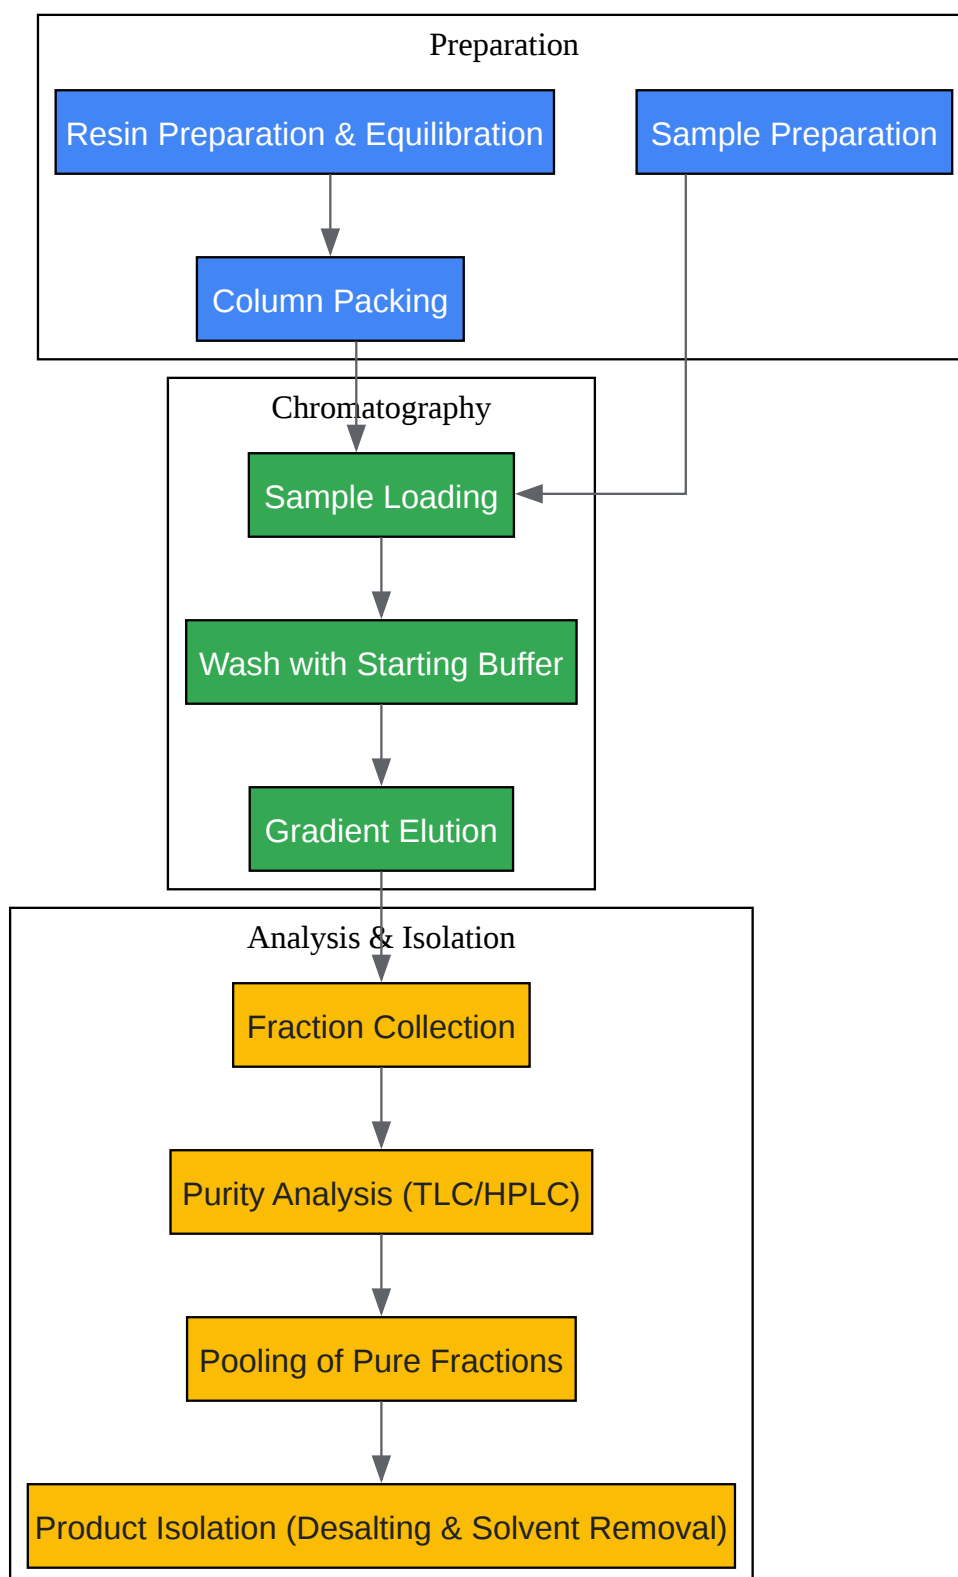 Preparation
Resin Preparation & Equilibration
Sample Preparation
Column Packing
Chromatography
Sample Loading
Wash with Starting Buffer
Gradient Elution
Analysis & Isolation
Fraction Collection
Purity Analysis (TLC/HPLC)
Pooling of Pure Fractions
Product Isolation (Desalting & Solvent Removal)